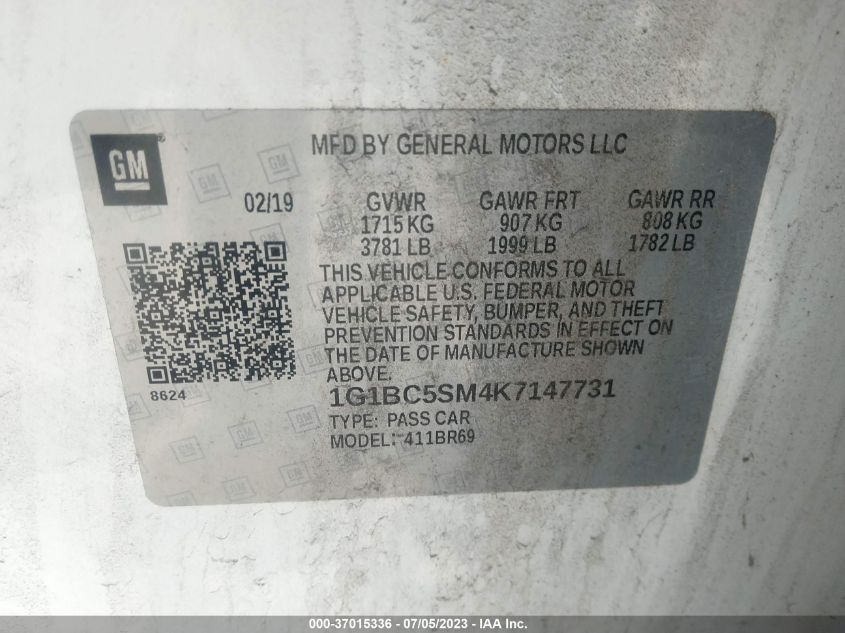 GM
MFD BY GENERAL MOTORS LLC
02/19
GVWR GAWR FRT GAWR RR
1715 KG 907 KG 808 KG
3781 LB 1999 LB 1782 LB
THIS VEHICLE CONFORMS TO ALL
APPLICABLE U.S. FEDERAL MOTOR
VEHICLE SAFETY, BUMPER, AND THEFT
PREVENTION STANDARDS IN EFFECT ON
THE DATE OF MANUFACTURE SHOWN
ABOVE.
8624
1G1BC5SM4K7147731
TYPE: PASS CAR
MODEL: 411BR69
000-37015336 - 07/05/2023 - IAA Inc.